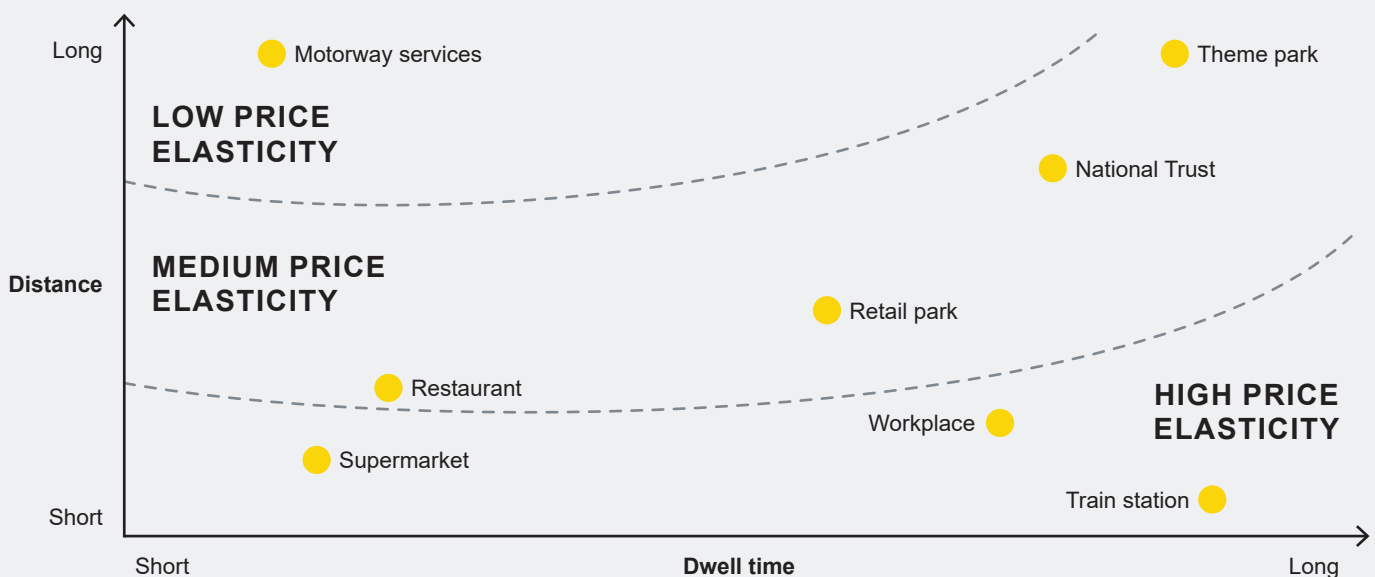 Long
Motorway services
Theme park
LOW PRICE
ELASTICITY
National Trust
MEDIUM PRICE
ELASTICITY
Distance
Retail park
Restaurant
HIGH PRICE
ELASTICITY
Workplace
Supermarket
Train station
Short
Short
Dwell time
Long